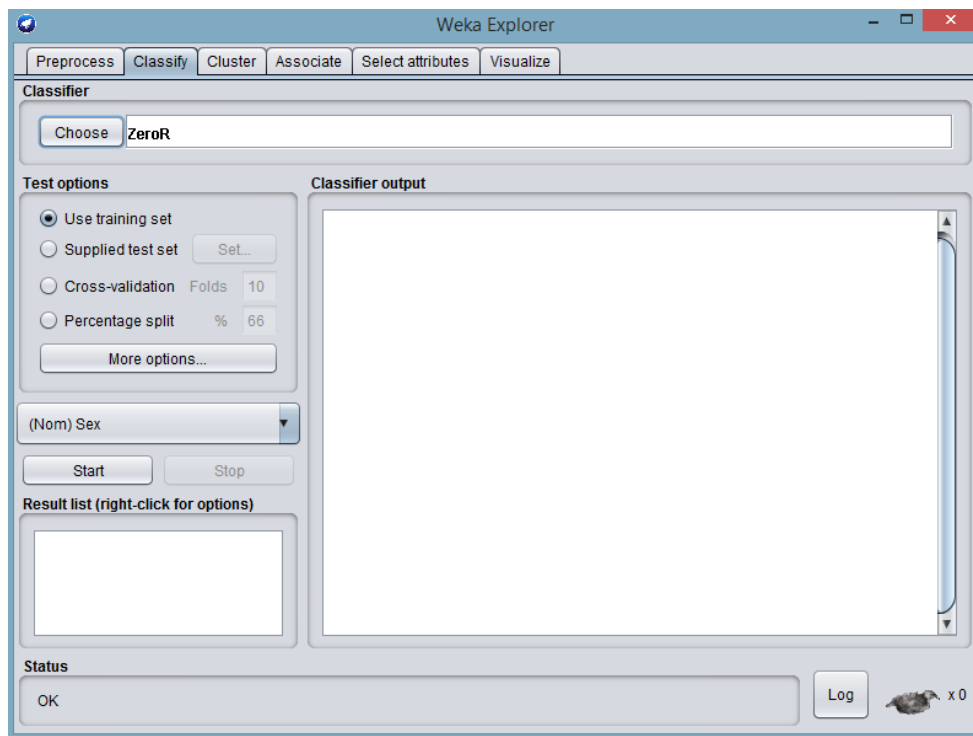 Weka Explorer
Preprocess Classify Cluster Associate Select attributes Visualize
Classifier
Choose ZeroR
Test options
Use training set
Supplied test set Set...
Cross-validation Folds 10
Percentage split % 66
More options...
(Nom) Sex
Start Stop
Result list (right-click for options)
Classifier output
Status
OK
Log x 0